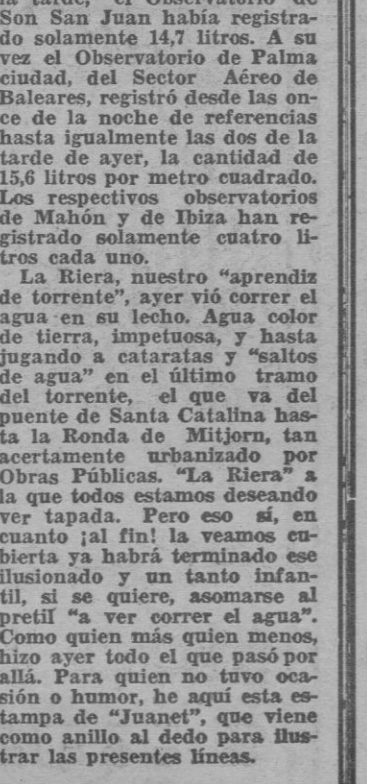 la tarde, el Observatorio de
Son San Juan había registra-
do solamente 14,7 litros. A su
vez el Observatorio de Palma
ciudad, del Sector Aéreo de
Baleares, registró desde las on-
ce de la noche de referencias
hasta igualmente las dos de la
tarde de ayer, la cantidad de
15,6 litros por metro cuadrado.
Los respectivos observatorios
de Mahón y de Ibiza han re-
gistrado solamente cuatro li-
tros cada uno.
La Riera, nuestro "aprendiz
de torrente", ayer vió correr el
agua en su lecho. Agua color
de tierra, impetuosa, y hasta
jugando a cataratas y "saltos
de agua" en el último tramo
del torrente, el que va del
puente de Santa Catalina has-
ta la Ronda de Mitjorn, tan
acertamente urbanizado por
Obras Públicas. "La Riera" a
la que todos estamos deseando
ver tapada. Pero eso sí, en
cuanto ¡al fin! la veamos cu-
bierta ya habrá terminado ese
ilusionado y un tanto infan-
til, si se quiere, asomarse al
pretil "a ver correr el agua".
Como quien más quien menos,
hizo ayer todo el que pasó por
allá. Para quien no tuvo oca-
sión o humor, he aquí esta es-
tampa de "Juanet", que viene
como anillo al dedo para ilus-
trar las presentes líneas.